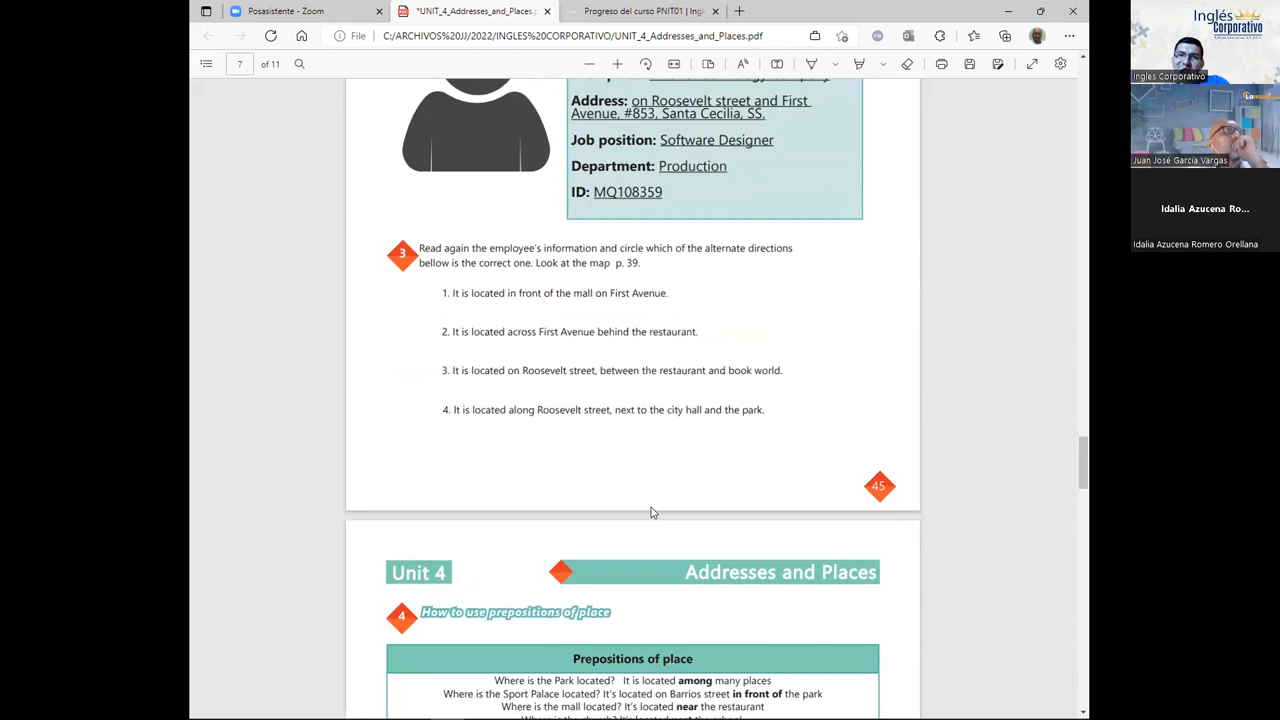 Posasistente - Zoom
*UNIT_4_Addresses_and_Places.p
Progreso del curso PNIT01 | Ingl
File
C:/ARCHIVOS%20JJ/2022/INGLES%20CORPORATIVO/UNIT_4_Addresses_and_Places.pdf
7 of 11
Address: on Roosevelt street and First
Avenue, #853, Santa Cecilia, SS.
Job position: Software Designer
Department: Production
ID: MQ108359
3
Read again the employee's information and circle which of the alternate directions
bellow is the correct one. Look at the map p. 39.
1. It is located in front of the mall on First Avenue.
2. It is located across First Avenue behind the restaurant.
3. It is located on Roosevelt street, between the restaurant and book world.
4. It is located along Roosevelt street, next to the city hall and the park.
45
Unit 4
Addresses and Places
4
How to use prepositions of place
Prepositions of place
Where is the Park located? It is located among many places
Where is the Sport Palace located? It's located on Barrios street in front of the park
Where is the mall located? It's located near the restaurant
Inglés
Corporativo
Ingles Corporativo
Juan José García Vargas
Idalia Azucena Ro...
Idalia Azucena Romero Orellana